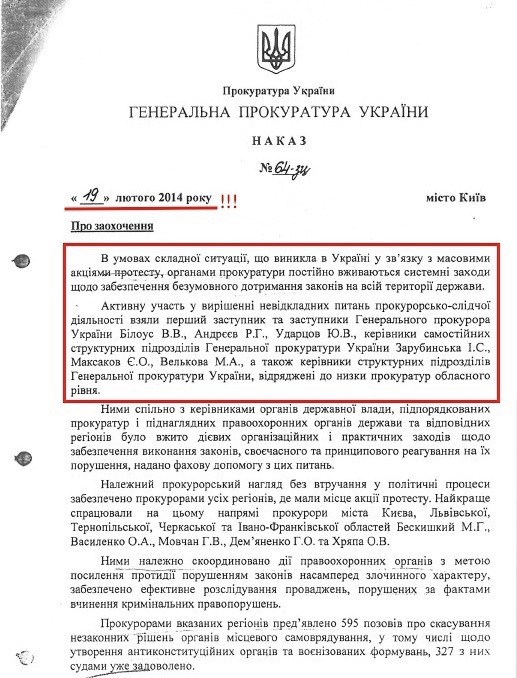 Прокуратура України
ГЕНЕРАЛЬНА ПРОКУРАТУРА УКРАЇНИ
НАКАЗ
№ 64-зц
« 19 » лютого 2014 року !!! місто Київ
Про заохочення
В умовах складної ситуації, що виникла в Україні у зв’язку з масовими
акціями протесту, органами прокуратури постійно вживаються системні заходи
щодо забезпечення безумовного дотримання законів на всій території держави.
Активну участь у вирішенні невідкладних питань прокурорсько-слідчої
діяльності взяли перший заступник та заступники Генерального прокурора
України Білоус В.В., Андрєєв Р.Г., Ударцов Ю.В., керівники самостійних
структурних підрозділів Генеральної прокуратури України Зарубинська І.С.,
Максаков Є.О., Велькова М.А., а також керівники структурних підрозділів
Генеральної прокуратури України, відряджені до низки прокуратур обласного
рівня.
Ними спільно з керівниками органів державної влади, підпорядкованих
прокуратур і піднаглядних правоохоронних органів держави та відповідних
регіонів було вжито дієвих організаційних і практичних заходів щодо
забезпечення виконання законів, своєчасного та принципового реагування на їх
порушення, надано фахову допомогу з цих питань.
Належний прокурорський нагляд без втручання у політичні процеси
забезпечено прокурорами усіх регіонів, де мали місце акції протесту. Найкраще
спрацювали на цьому напрямі прокурори міста Києва, Львівської,
Тернопільської, Черкаської та Івано-Франківської областей Бескишкий М.Г.,
Василенко О.А., Мовчан Г.В., Дем’яненко Г.О. та Хряпа О.В.
Ними належно скоординовано дії правоохоронних органів з метою
посилення протидії порушенням законів насамперед злочинного характеру,
забезпечено ефективне розслідування проваджень, порушених за фактами
вчинення кримінальних правопорушень.
Прокурорами вказаних регіонів пред’явлено 595 позовів про скасування
незаконних рішень органів місцевого самоврядування, у тому числі щодо
утворення антиконституційних органів та воєнізованих формувань, 327 з них
судами уже задоволено.